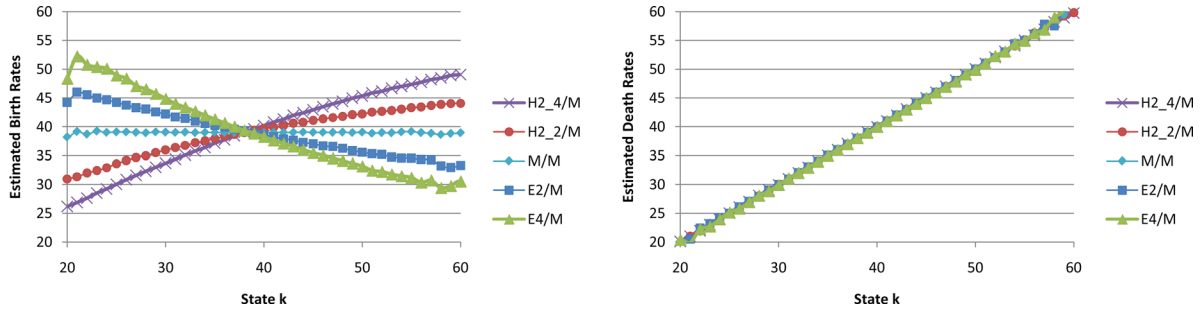 60
55
50
45
40
35
30
25
20
20 30 40 50 60
Estimated Birth Rates
State k
H2_4/M
H2_2/M
M/M
E2/M
E4/M
60
55
50
45
40
35
30
25
20
20 30 40 50 60
Estimated Death Rates
State k
H2_4/M
H2_2/M
M/M
E2/M
E4/M